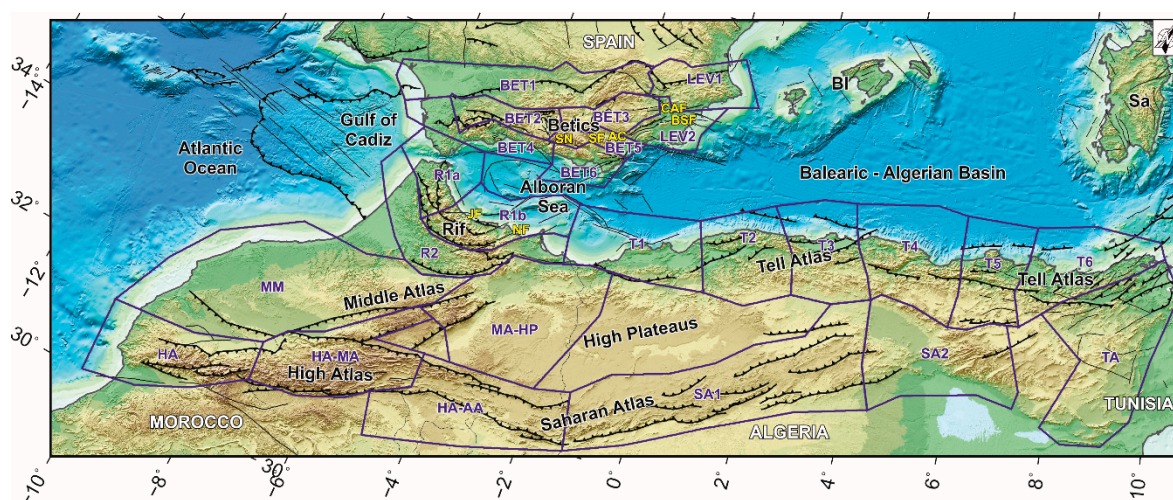 SPAIN
34°
-14°
BET1
LEV1
BI
Sa
CAF
Gulf of
Cadiz
BET2
BET3
BSF
Betics
SN
SF
AC
LEV2
Atlantic
Ocean
BET4
BET5
R1a
BET6
Balearic - Algerian Basin
Alboran
Sea
32°
JF
R1b
Rif
NF
T1
T2
T3
T4
R2
Tell Atlas
T5
T6
Tell Atlas
-12°
MM
Middle Atlas
MA-HP
High Plateaus
30°
HA
HA-MA
High Atlas
SA2
TA
HA-AA
SA1
Saharan Atlas
TUNISIA
MOROCCO
ALGERIA
-10°
-8°
30°
-6°
-4°
-2°
0°
2°
4°
6°
8°
10°